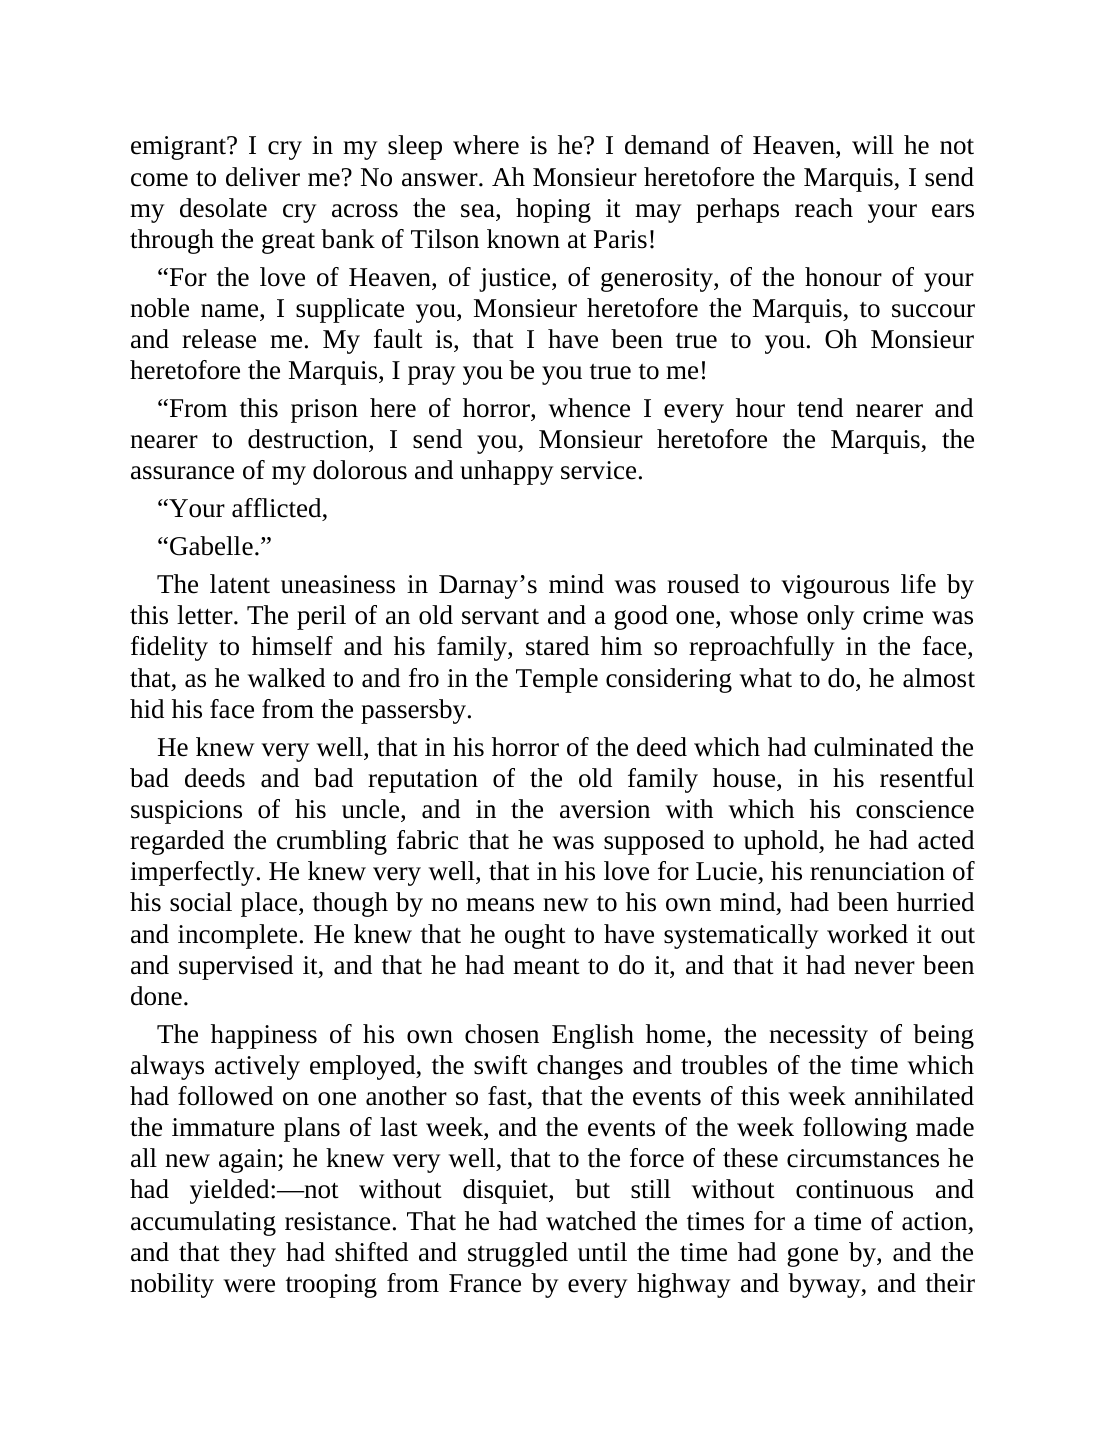 emigrant? I cry in my sleep where is he? I demand of Heaven, will he not
come to deliver me? No answer. Ah Monsieur heretofore the Marquis, I send
my desolate cry across the sea, hoping it may perhaps reach your ears
through the great bank of Tilson known at Paris!
“For the love of Heaven, of justice, of generosity, of the honour of your
noble name, I supplicate you, Monsieur heretofore the Marquis, to succour
and release me. My fault is, that I have been true to you. Oh Monsieur
heretofore the Marquis, I pray you be you true to me!
“From this prison here of horror, whence I every hour tend nearer and
nearer to destruction, I send you, Monsieur heretofore the Marquis, the
assurance of my dolorous and unhappy service.
“Your afflicted,
“Gabelle.”
The latent uneasiness in Darnay’s mind was roused to vigourous life by
this letter. The peril of an old servant and a good one, whose only crime was
fidelity to himself and his family, stared him so reproachfully in the face,
that, as he walked to and fro in the Temple considering what to do, he almost
hid his face from the passersby.
He knew very well, that in his horror of the deed which had culminated the
bad deeds and bad reputation of the old family house, in his resentful
suspicions of his uncle, and in the aversion with which his conscience
regarded the crumbling fabric that he was supposed to uphold, he had acted
imperfectly. He knew very well, that in his love for Lucie, his renunciation of
his social place, though by no means new to his own mind, had been hurried
and incomplete. He knew that he ought to have systematically worked it out
and supervised it, and that he had meant to do it, and that it had never been
done.
The happiness of his own chosen English home, the necessity of being
always actively employed, the swift changes and troubles of the time which
had followed on one another so fast, that the events of this week annihilated
the immature plans of last week, and the events of the week following made
all new again; he knew very well, that to the force of these circumstances he
had yielded:—not without disquiet, but still without continuous and
accumulating resistance. That he had watched the times for a time of action,
and that they had shifted and struggled until the time had gone by, and the
nobility were trooping from France by every highway and byway, and their